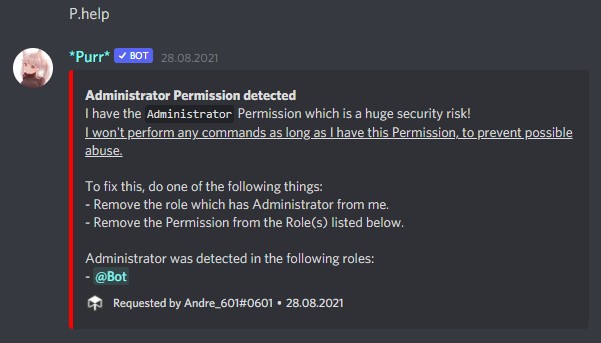 P.help
*Purr* ✓ BOT 28.08.2021
Administrator Permission detected
I have the Administrator Permission which is a huge security risk!
I won't perform any commands as long as I have this Permission, to prevent possible
abuse.
To fix this, do one of the following things:
- Remove the role which has Administrator from me.
- Remove the Permission from the Role(s) listed below.
Administrator was detected in the following roles:
- @Bot
Requested by Andre_601#0601 • 28.08.2021